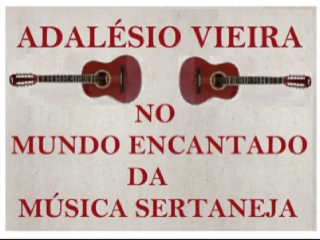 ADALÉSIO VIEIRA
NO
MUNDO ENCANTADO
DA
MÚSICA SERTANEJA